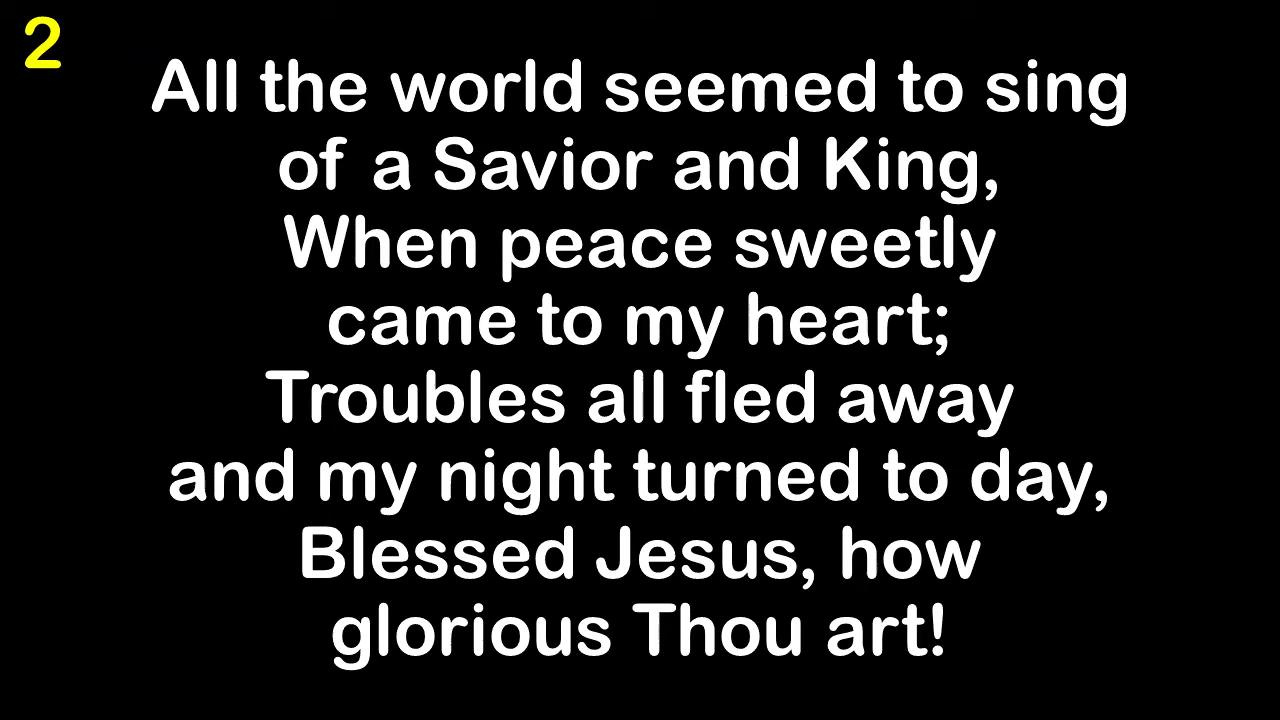 2
All the world seemed to sing
of a Savior and King,
When peace sweetly
came to my heart;
Troubles all fled away
and my night turned to day,
Blessed Jesus, how
glorious Thou art!